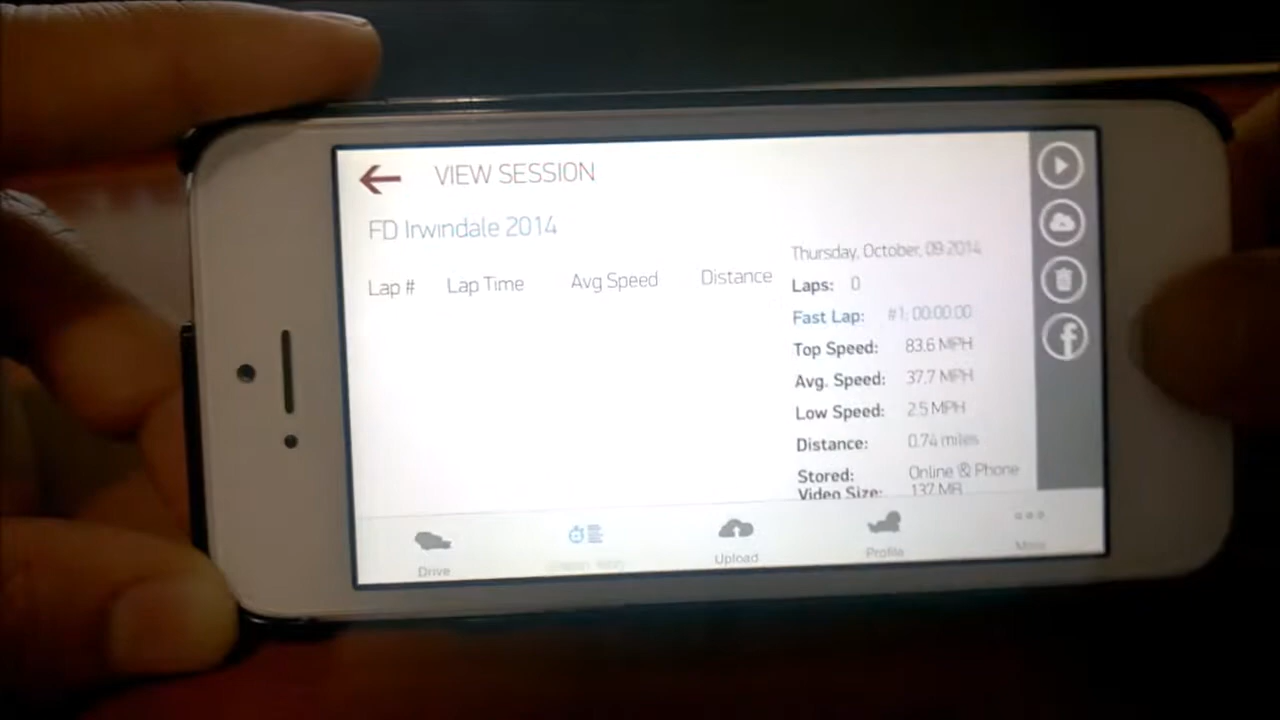 VIEW SESSION
FD Irwindale 2014
Lap # Lap Time Avg Speed Distance
Thursday, October, 09 2014
Laps: 0
Fast Lap: #1: 00:00:00
Top Speed: 83.6 MPH
Avg. Speed: 37.7 MPH
Low Speed: 2.5 MPH
Distance: 0.74 miles
Stored: Online & Phone
Video Size: 137 MB
Drive Upload Profile More